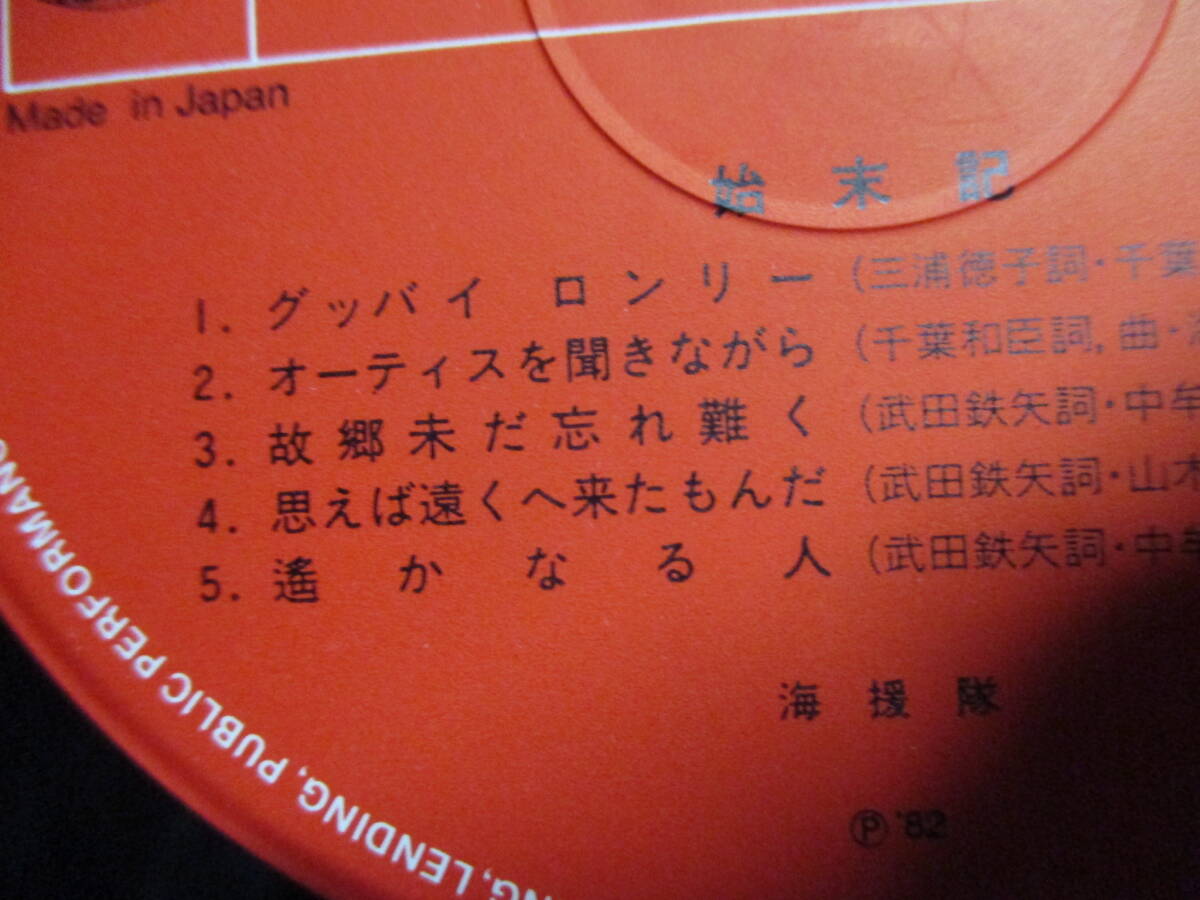 Made in Japan
始末記
1. グッバイ ロンリー (三浦徳子詞・千葉
2. オーティスを聞きながら (千葉和臣詞, 曲・
3. 故郷未だ忘れ難く (武田鉄矢詞・中牟
4. 思えば遠くへ来たもんだ (武田鉄矢詞・山木
5. 遙かなる人 (武田鉄矢詞・中牟
海援隊
Ⓟ '82
NG, LENDING, PUBLIC PERFORMANC